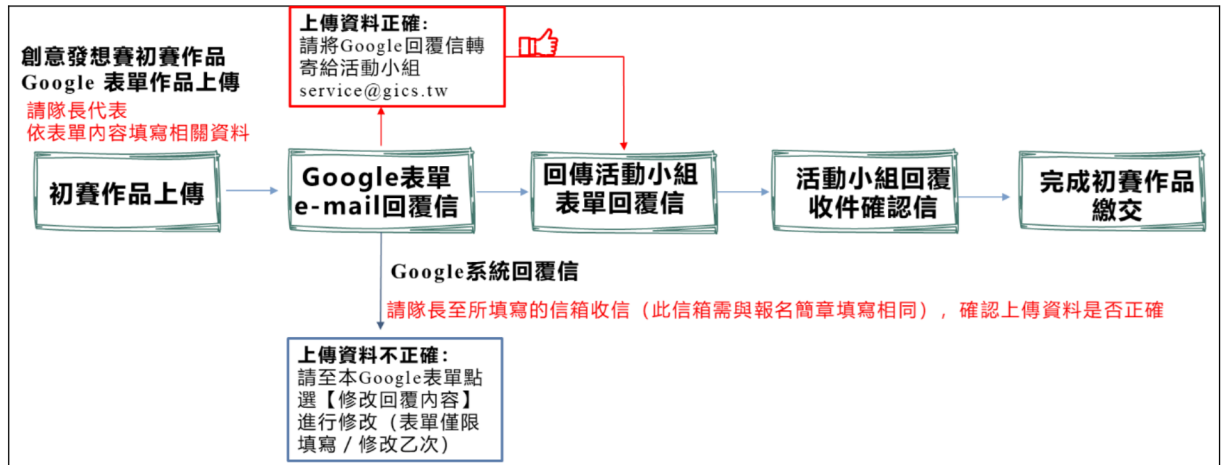 創意發想賽初賽作品
Google 表單作品上傳
請隊長代表
依表單內容填寫相關資料
上傳資料正確：
請將Google回覆信轉
寄給活動小組
service@gics.tw
初賽作品上傳
Google表單
e-mail回覆信
回傳活動小組
表單回覆信
活動小組回覆
收件確認信
完成初賽作品
繳交
Google系統回覆信
請隊長至所填寫的信箱收信（此信箱需與報名簡章填寫相同），確認上傳資料是否正確
上傳資料不正確：
請至本Google表單點
選【修改回覆內容】
進行修改（表單僅限
填寫／修改乙次）